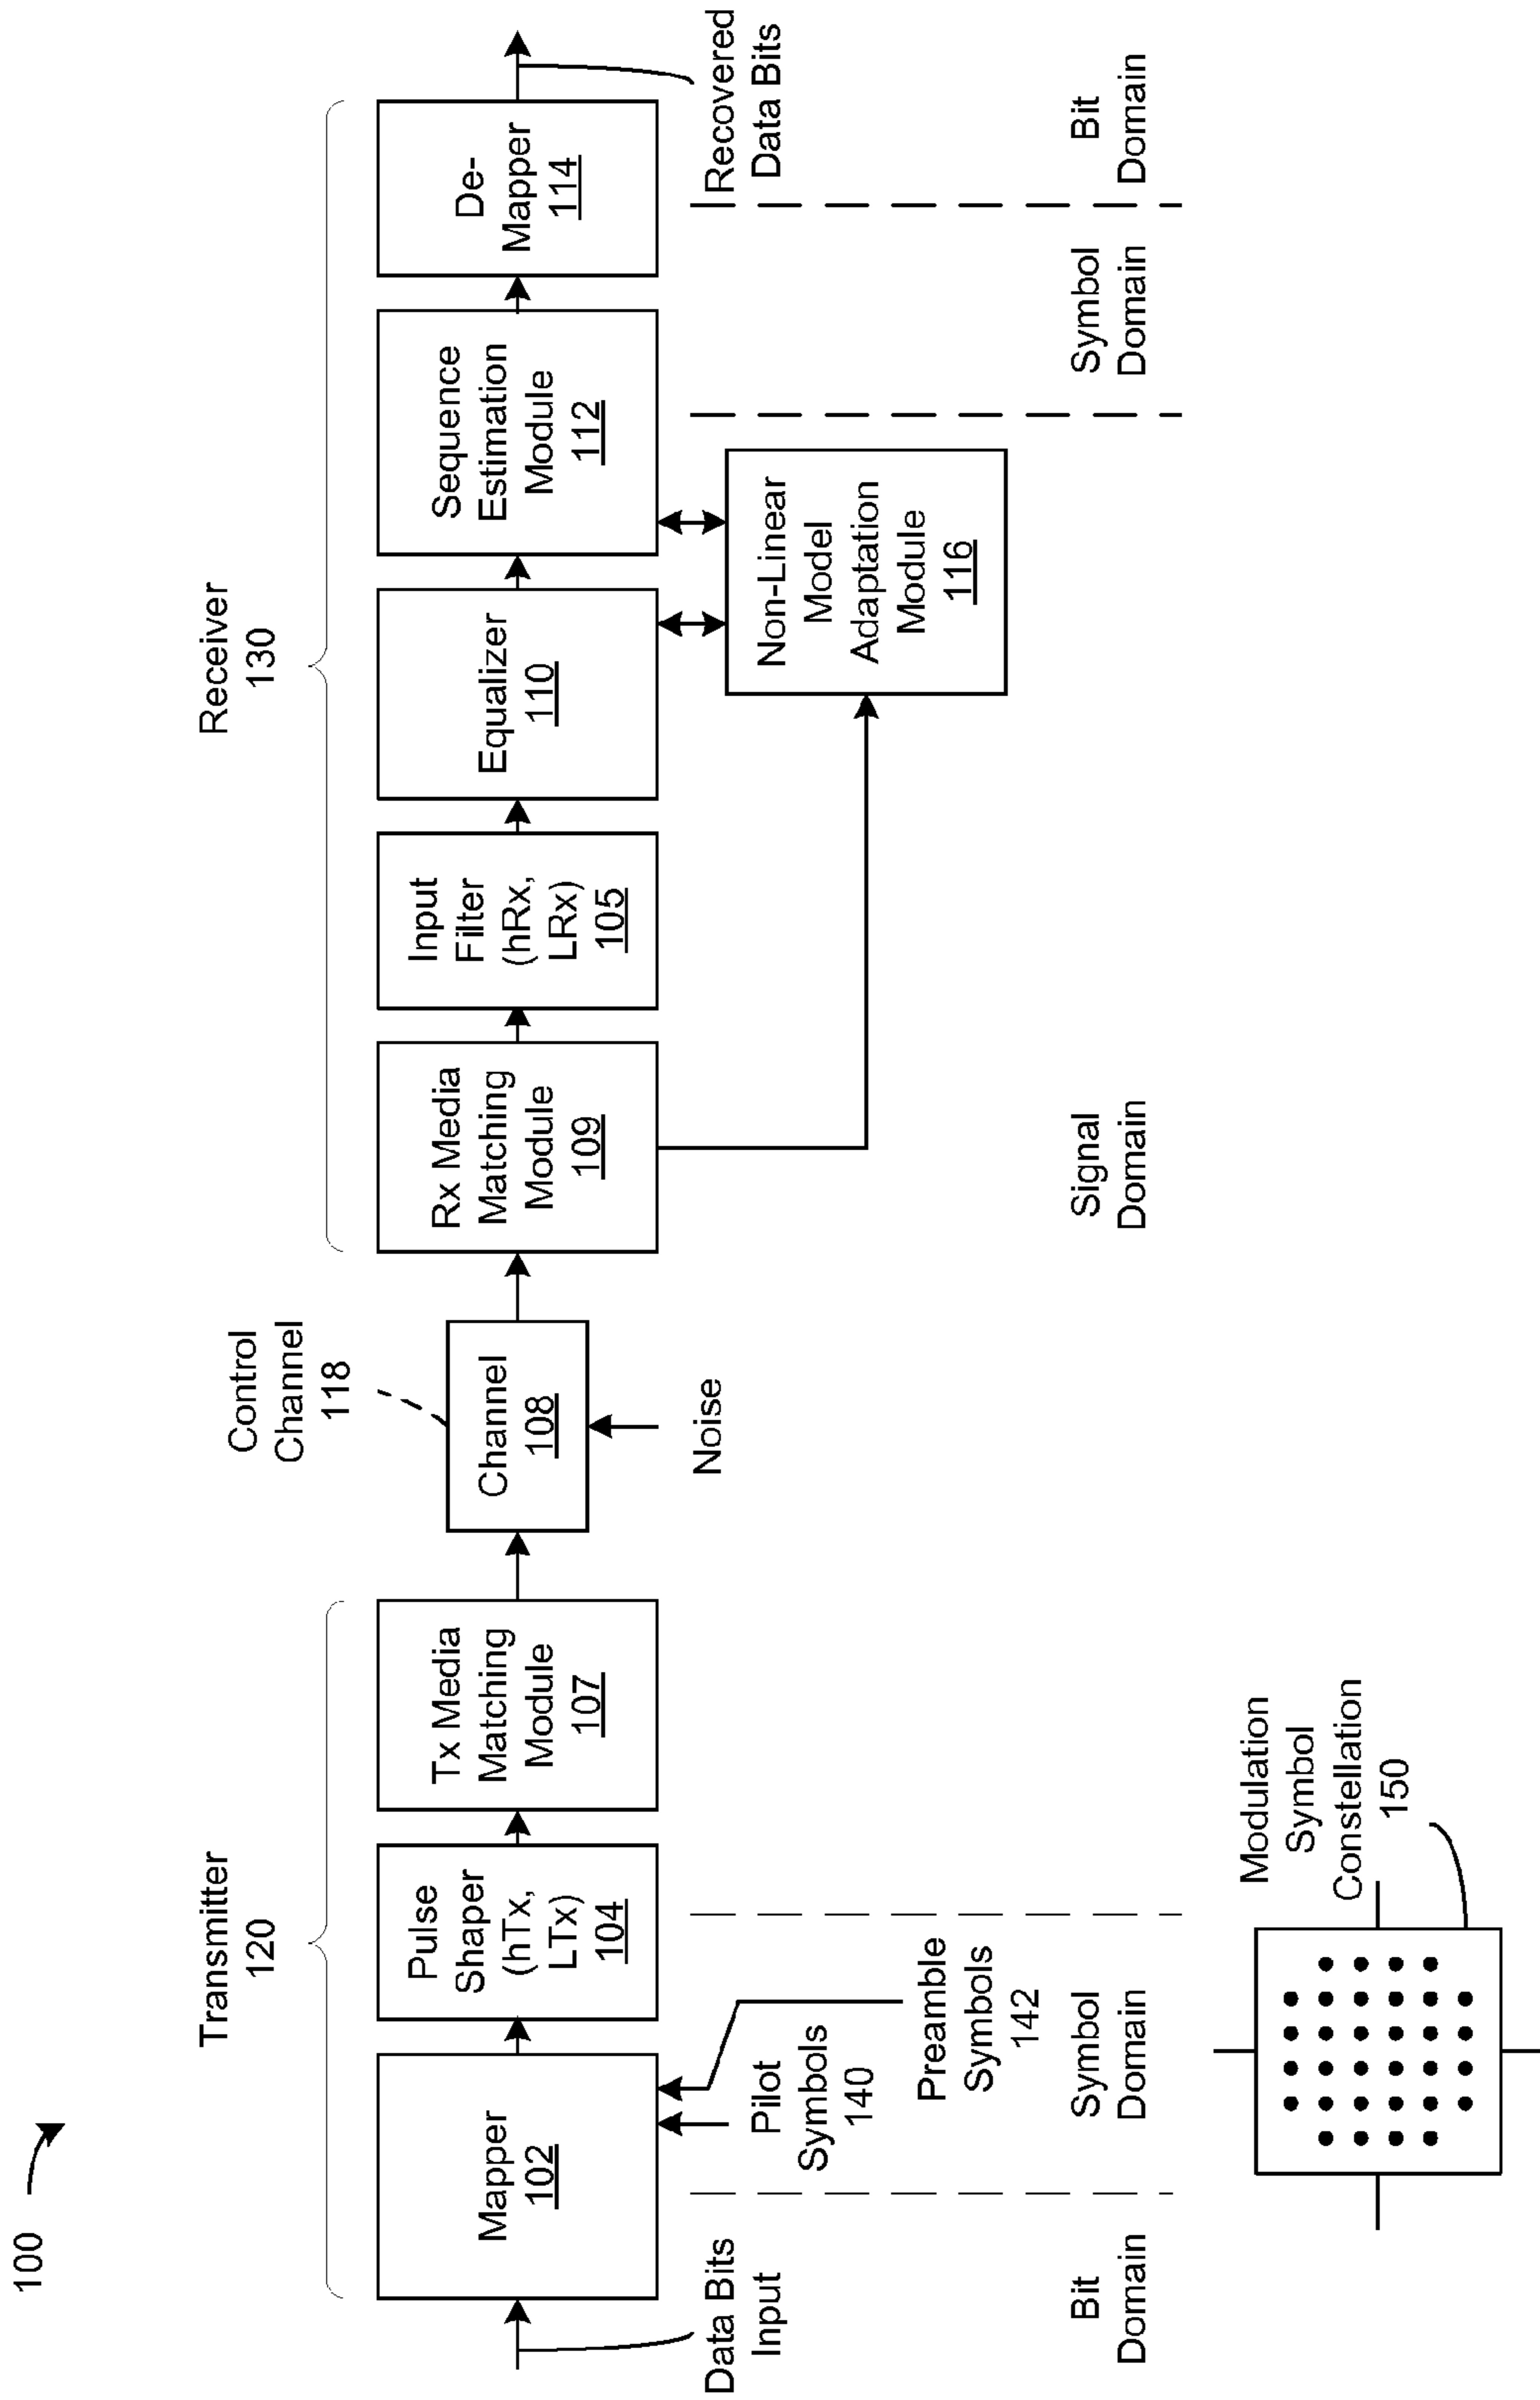 100
Transmitter
120
Control
Channel
118
Receiver
130
Mapper
102
Pulse
Shaper
(hTx,
LTx)
104
Tx Media
Matching
Module
107
Channel
108
Rx Media
Matching
Module
109
Input
Filter
(hRx,
LRx)
105
Equalizer
110
Sequence
Estimation
Module
112
De-
Mapper
114
Data Bits
Input
Pilot
Symbols
140
Preamble
Symbols
142
Noise
Non-Linear
Model
Adaptation
Module
116
Recovered
Data Bits
Bit
Domain
Symbol
Domain
Signal
Domain
Symbol
Domain
Bit
Domain
Modulation
Symbol
Constellation
150